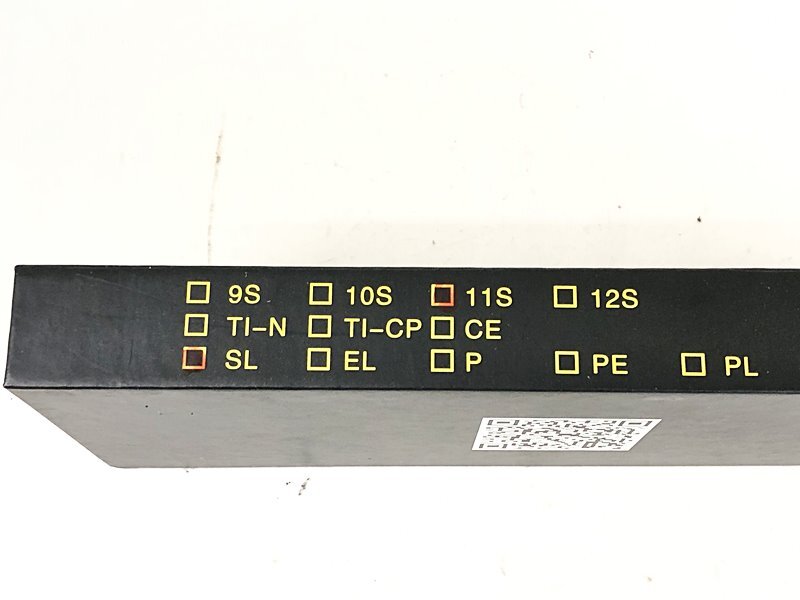 9S 10S 11S 12S
TI-N TI-CP CE
SL EL P PE PL